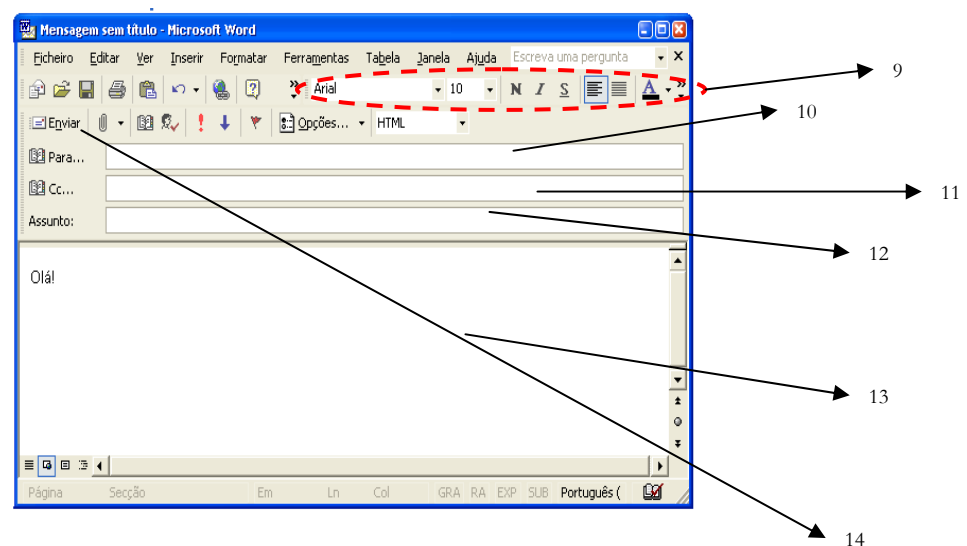 Mensagem sem título - Microsoft Word
Ficheiro Editar Ver Inserir Formatar Ferramentas Tabela Janela Ajuda Escreva uma pergunta
Arial 10 N I S A
9
Enviar Opções... HTML
10
Para...
Cc...
11
Assunto:
12
Olá!
13
Página Secção Em Ln Col GRA RA EXP SUB Português (
14